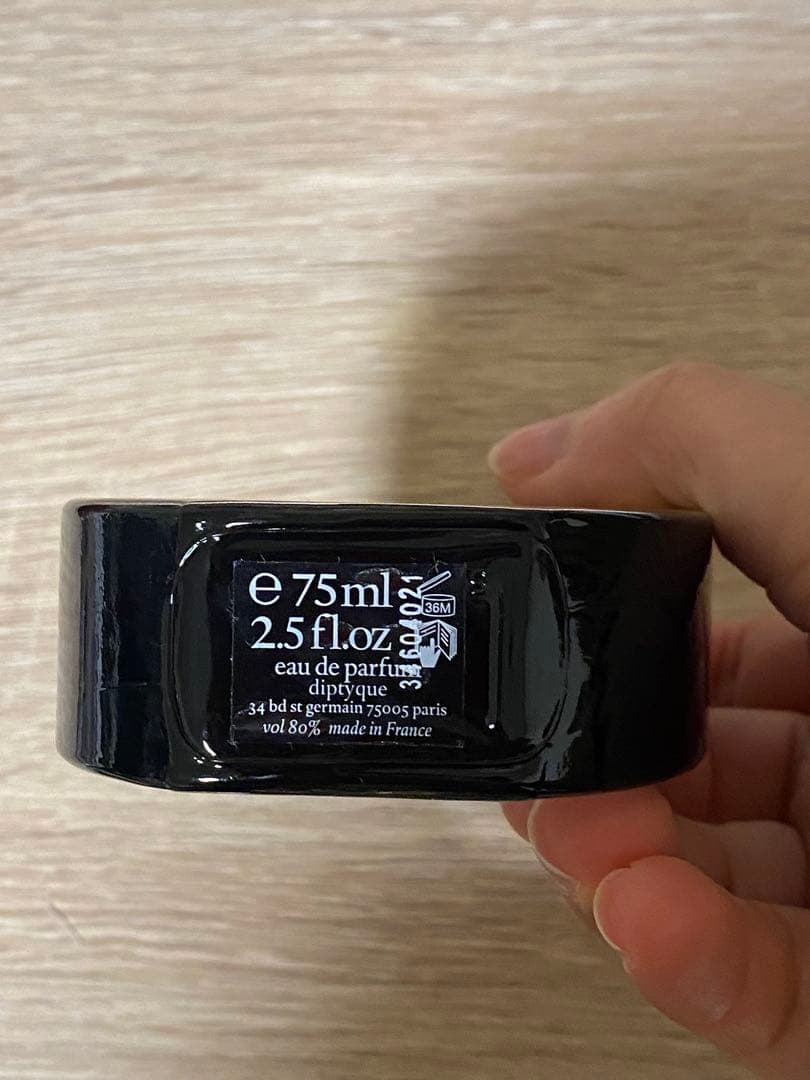 e 75ml
2.5 fl.oz
eau de parfum
diptyque
34 bd st germain 75005 paris
vol 80% made in France
36M